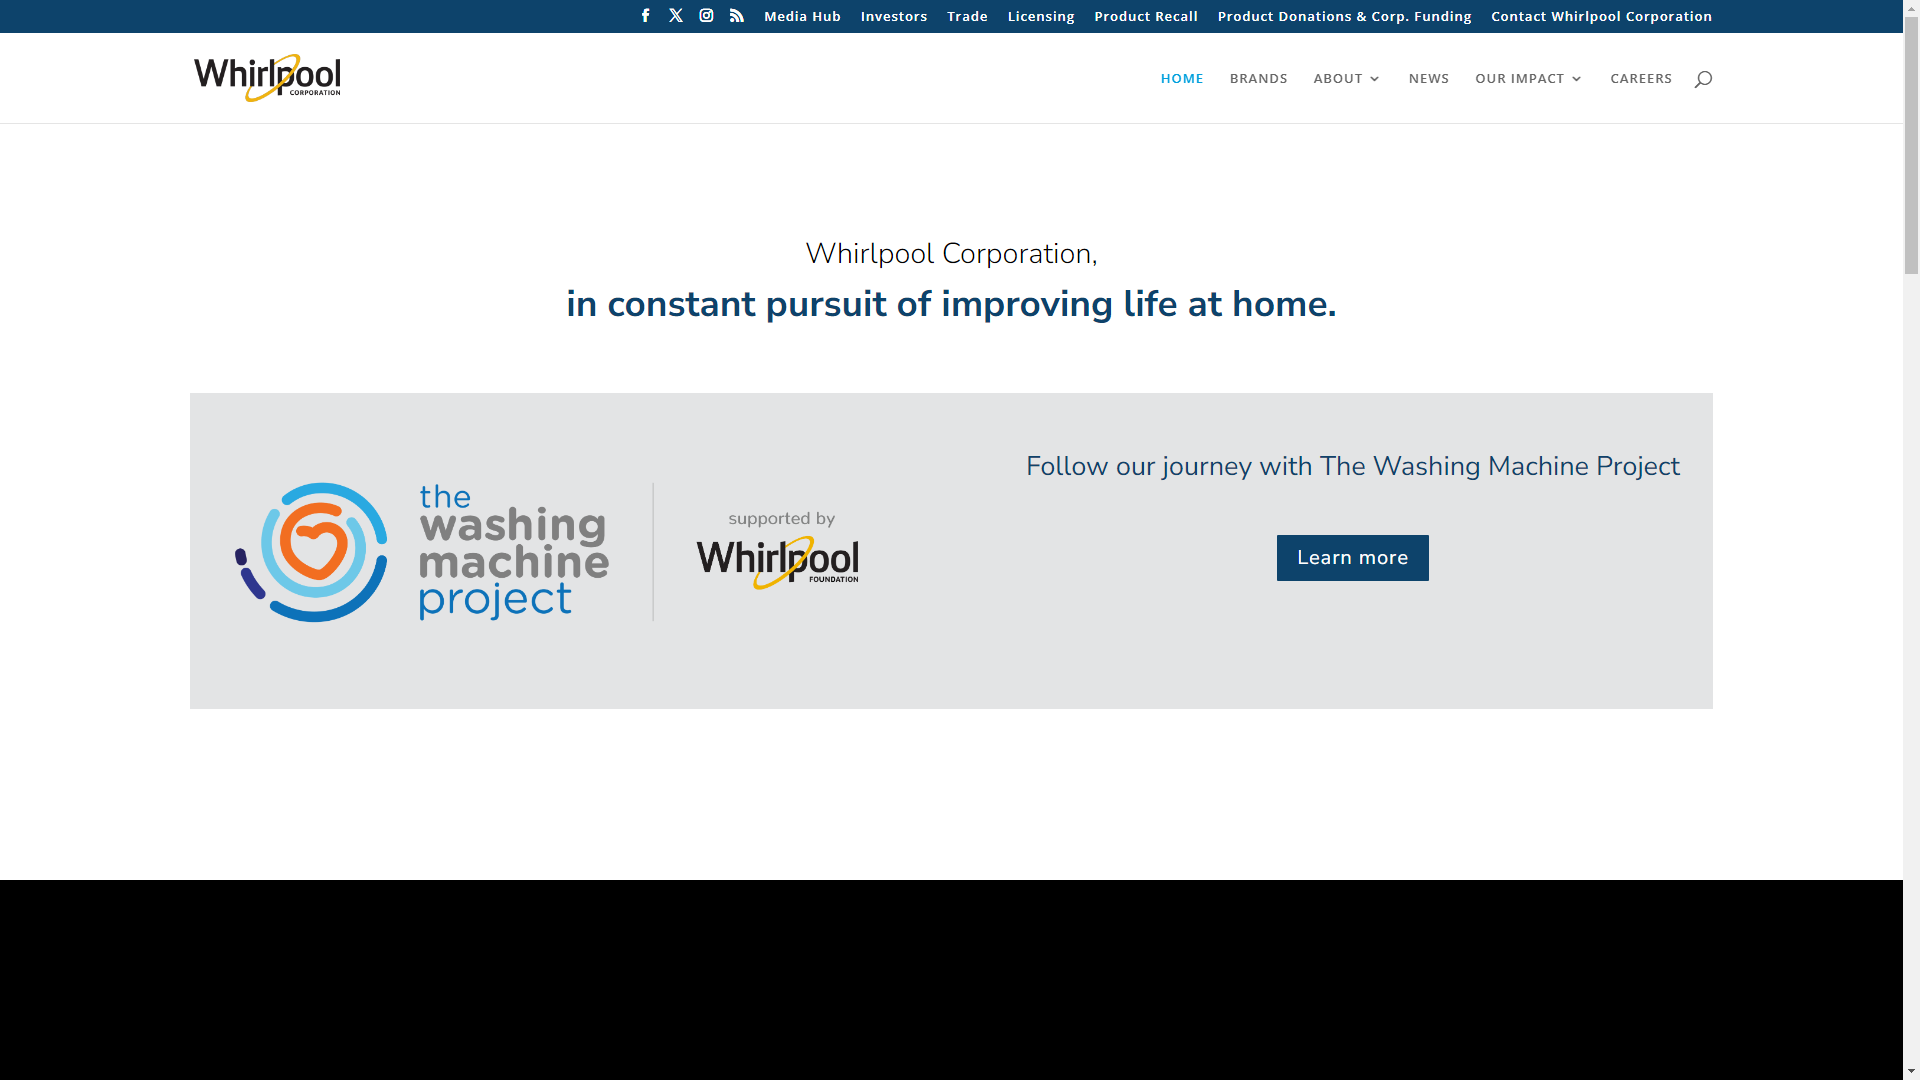 Media Hub
Investors
Trade
Licensing
Product Recall
Product Donations & Corp. Funding
Contact Whirlpool Corporation
Whirlpool
CORPORATION
HOME
BRANDS
ABOUT
NEWS
OUR IMPACT
CAREERS
Whirlpool Corporation,
in constant pursuit of improving life at home.
the
washing
machine
project
supported by
Whirlpool
FOUNDATION
Follow our journey with The Washing Machine Project
Learn more